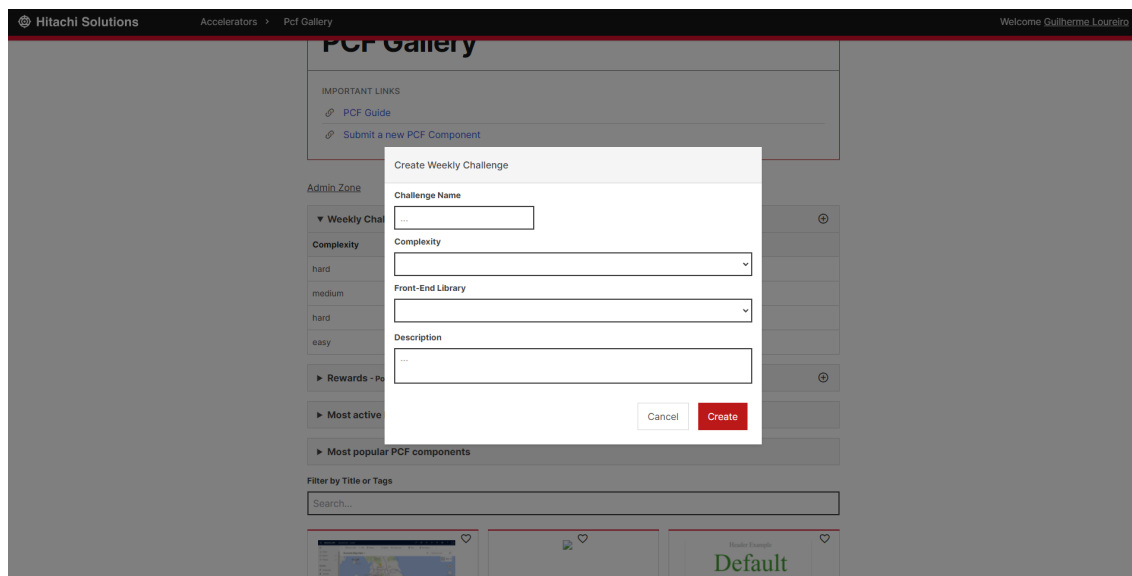 Hitachi Solutions
Accelerators > Pcf Gallery
Welcome Guilherme Loureiro
PCF Gallery
IMPORTANT LINKS
PCF Guide
Submit a new PCF Component
Create Weekly Challenge
Admin Zone
Challenge Name
▼ Weekly Chal
...
Complexity
Complexity
hard
Front-End Library
medium
hard
Description
easy
...
▶ Rewards - Po
▶ Most active
Cancel
Create
▶ Most popular PCF components
Filter by Title or Tags
Search...
Header Example
Default